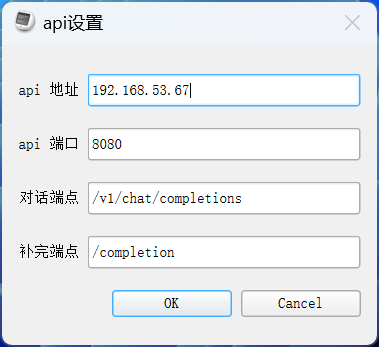 api设置
api 地址 192.168.53.67
api 端口 8080
对话端点 /v1/chat/completions
补完端点 /completion
OK Cancel